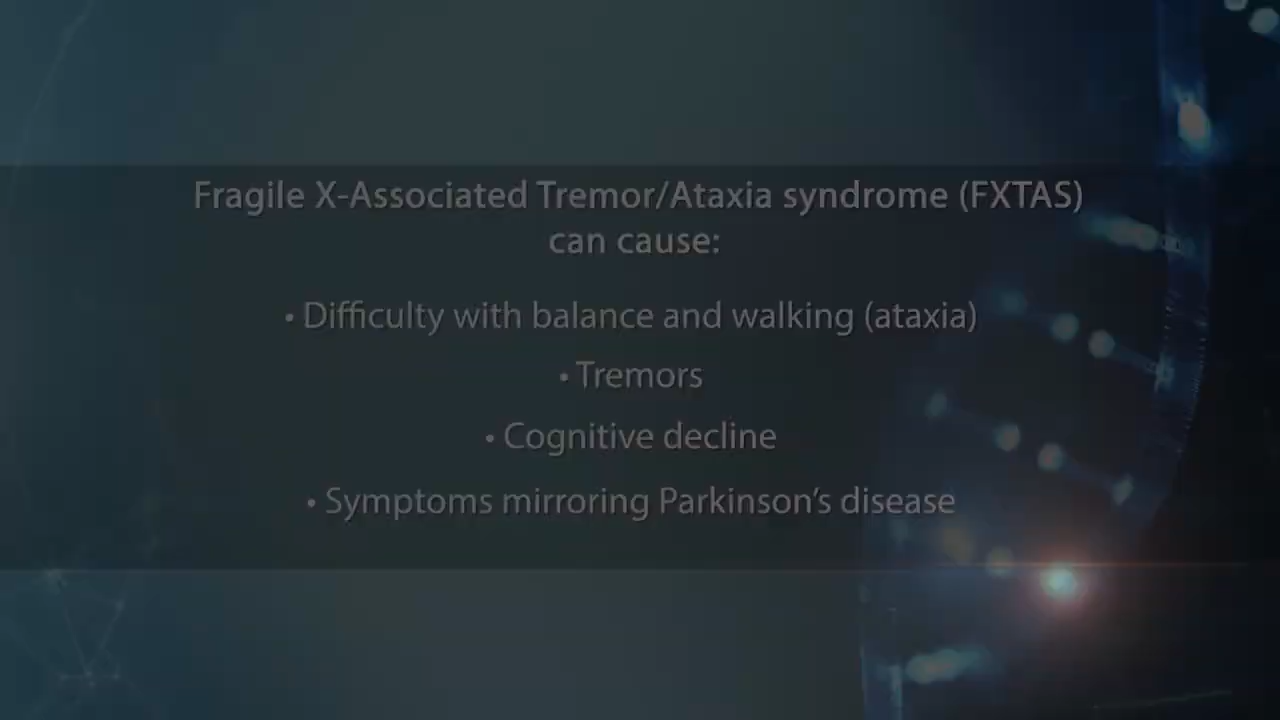 Fragile X-Associated Tremor/Ataxia syndrome (FXTAS)
can cause:
• Difficulty with balance and walking (ataxia)
• Tremors
• Cognitive decline
• Symptoms mirroring Parkinson’s disease